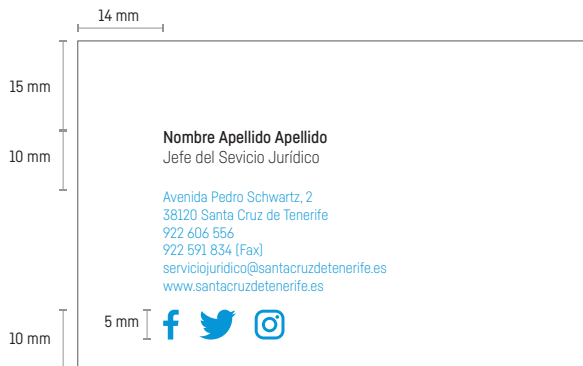 14 mm
15 mm
10 mm
Nombre Apellido Apellido
Jefe del Sevicio Jurídico
Avenida Pedro Schwartz, 2
38120 Santa Cruz de Tenerife
922 606 556
922 591 834 (Fax)
serviciojuridico@santacruzdetenerife.es
www.santacruzdetenerife.es
5 mm
10 mm